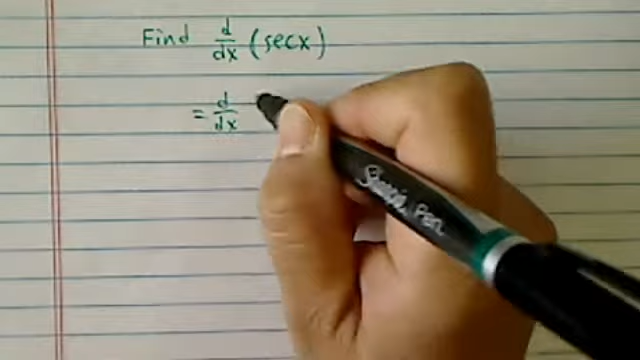 Find d/dx (secx)
= d/dx
Sharpie. Pen